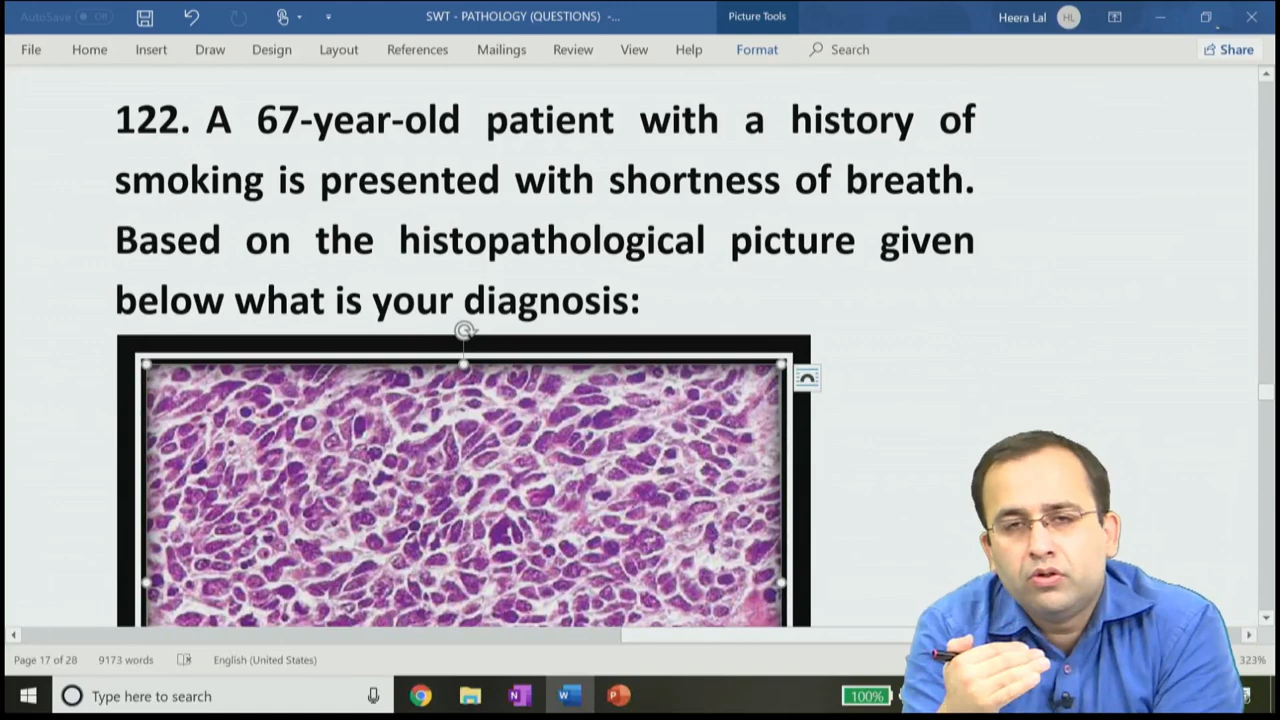 AutoSave Off
SWT - PATHOLOGY (QUESTIONS) -...
Picture Tools
Heera Lal
HL
File Home Insert Draw Design Layout References Mailings Review View Help Format Search Share
122. A 67-year-old patient with a history of
smoking is presented with shortness of breath.
Based on the histopathological picture given
below what is your diagnosis:
Page 17 of 28 9173 words English (United States)
323%
Type here to search
100%